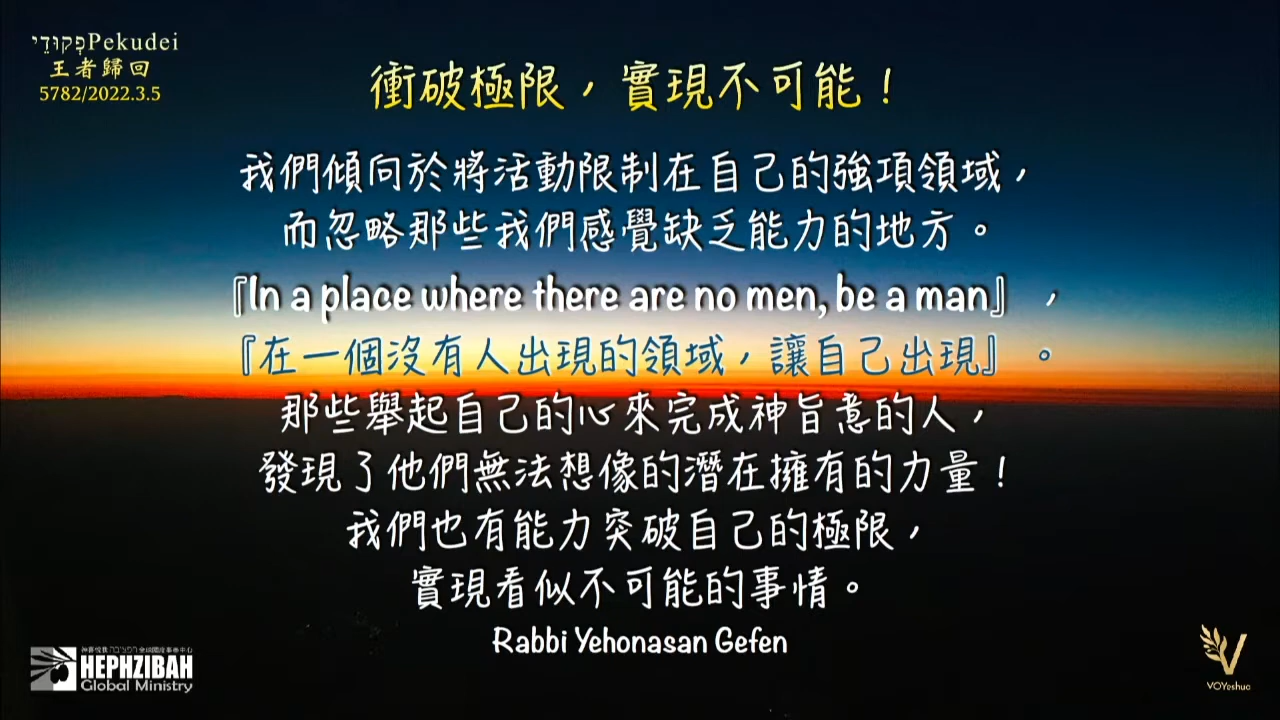 פְקוּדֵיPekudei
王者歸回
5782/2022.3.5
衝破極限，實現不可能！
我們傾向於將活動限制在自己的強項領域，
而忽略那些我們感覺缺乏能力的地方。
『In a place where there are no men, be a man』，
『在一個沒有人出現的領域，讓自己出現』。
那些舉起自己的心來完成神旨意的人，
發現了他們無法想像的潛在擁有的力量！
我們也有能力突破自己的極限，
實現看似不可能的事情。
Rabbi Yehonasan Gefen
HEPHZIBAH
Global Ministry
VOYeshua